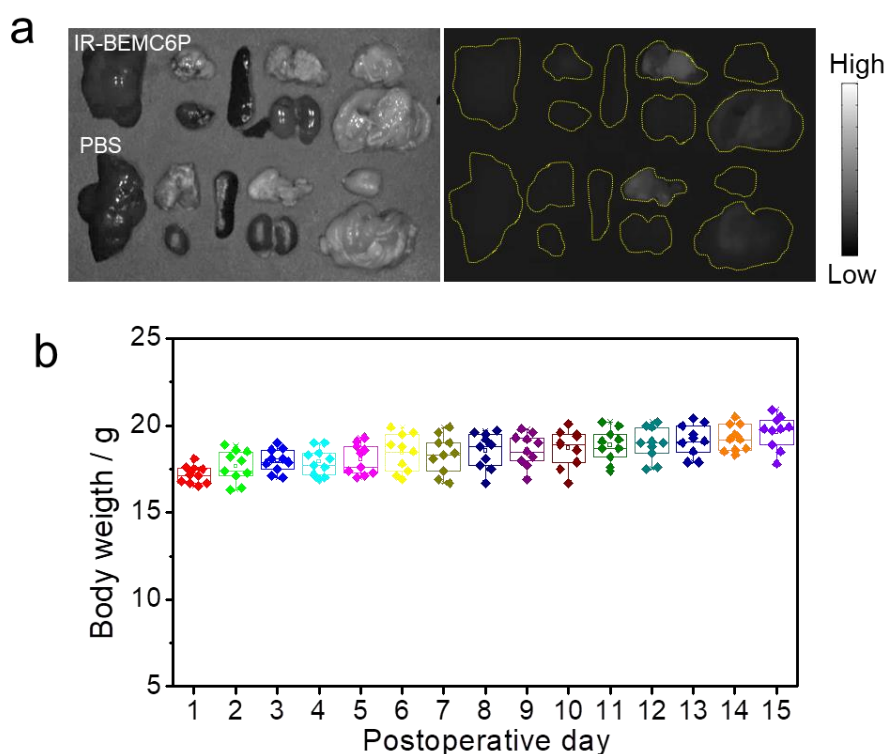 a
IR-BEMC6P
PBS
High
Low
b
25
20
15
10
5
Body weigth / g
1 2 3 4 5 6 7 8 9 10 11 12 13 14 15
Postoperative day